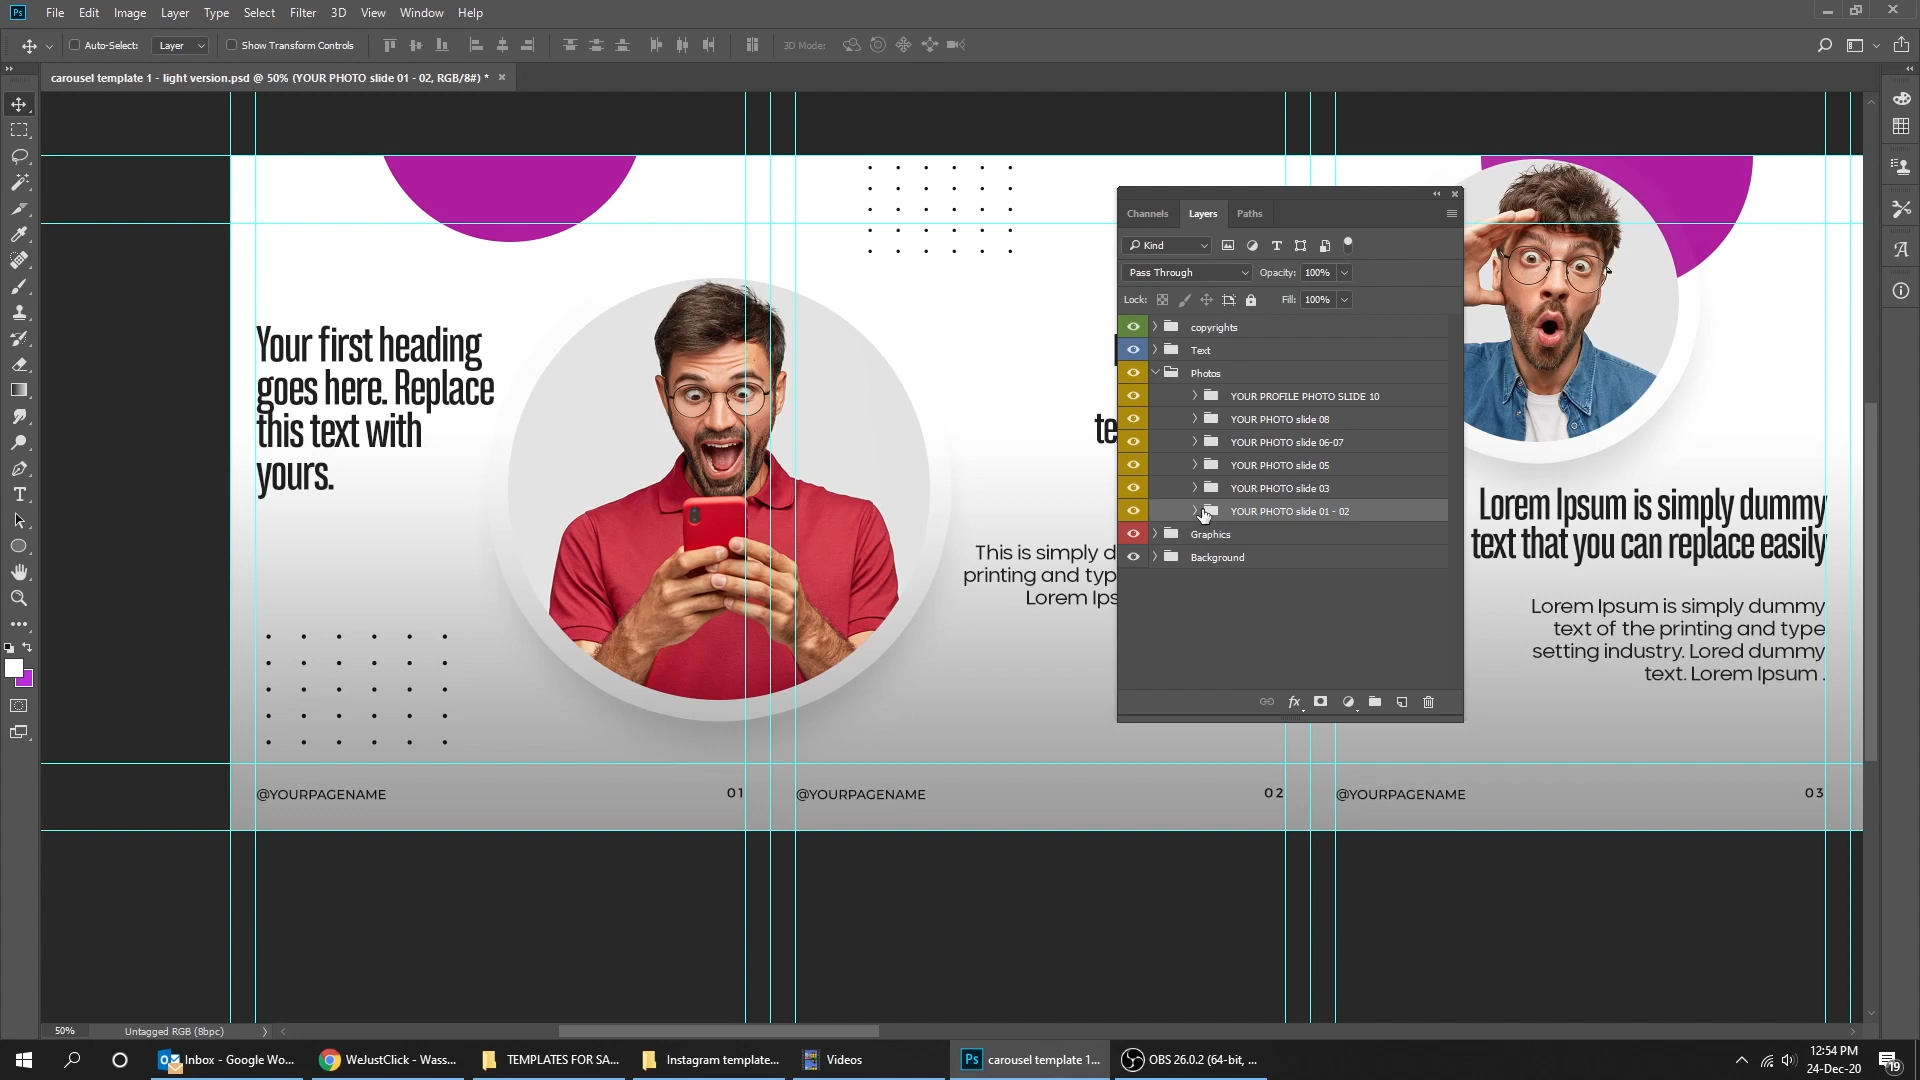 Ps File Edit Image Layer Type Select Filter 3D View Window Help
Auto-Select: Layer Show Transform Controls 3D Mode:
carousel template 1 - light version.psd @ 50% (YOUR PHOTO slide 01 - 02, RGB/8#) *
Your first heading
goes here. Replace
this text with
yours.
@YOURPAGENAME
01
te
This is simply d
printing and typ
Lorem Ips
@YOURPAGENAME
02
Channels Layers Paths
Kind
Pass Through Opacity: 100%
Lock: Fill: 100%
copyrights
Text
Photos
YOUR PROFILE PHOTO SLIDE 10
YOUR PHOTO slide 08
YOUR PHOTO slide 06-07
YOUR PHOTO slide 05
YOUR PHOTO slide 03
YOUR PHOTO slide 01 - 02
Graphics
Background
fx
Lorem Ipsum is simply dummy
text that you can replace easily
Lorem Ipsum is simply dummy
text of the printing and type
setting industry. Lored dummy
text. Lorem Ipsum .
@YOURPAGENAME
03
50% Untagged RGB (8bpc)
Inbox - Google Wo... WeJustClick - Wass... TEMPLATES FOR SA... Instagram template... Videos Ps carousel template 1... OBS 26.0.2 (64-bit, ...
12:54 PM
24-Dec-20
19